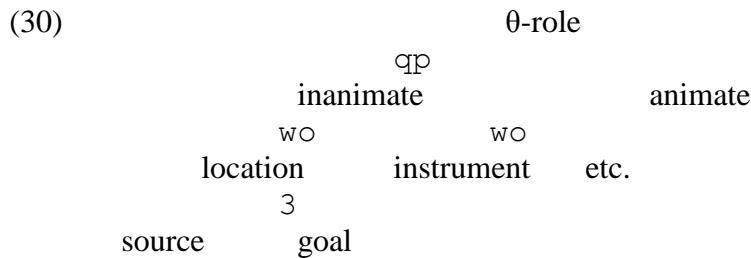 (30) θ-role
qp
inanimate animate
wo wo
location instrument etc.
3
source goal